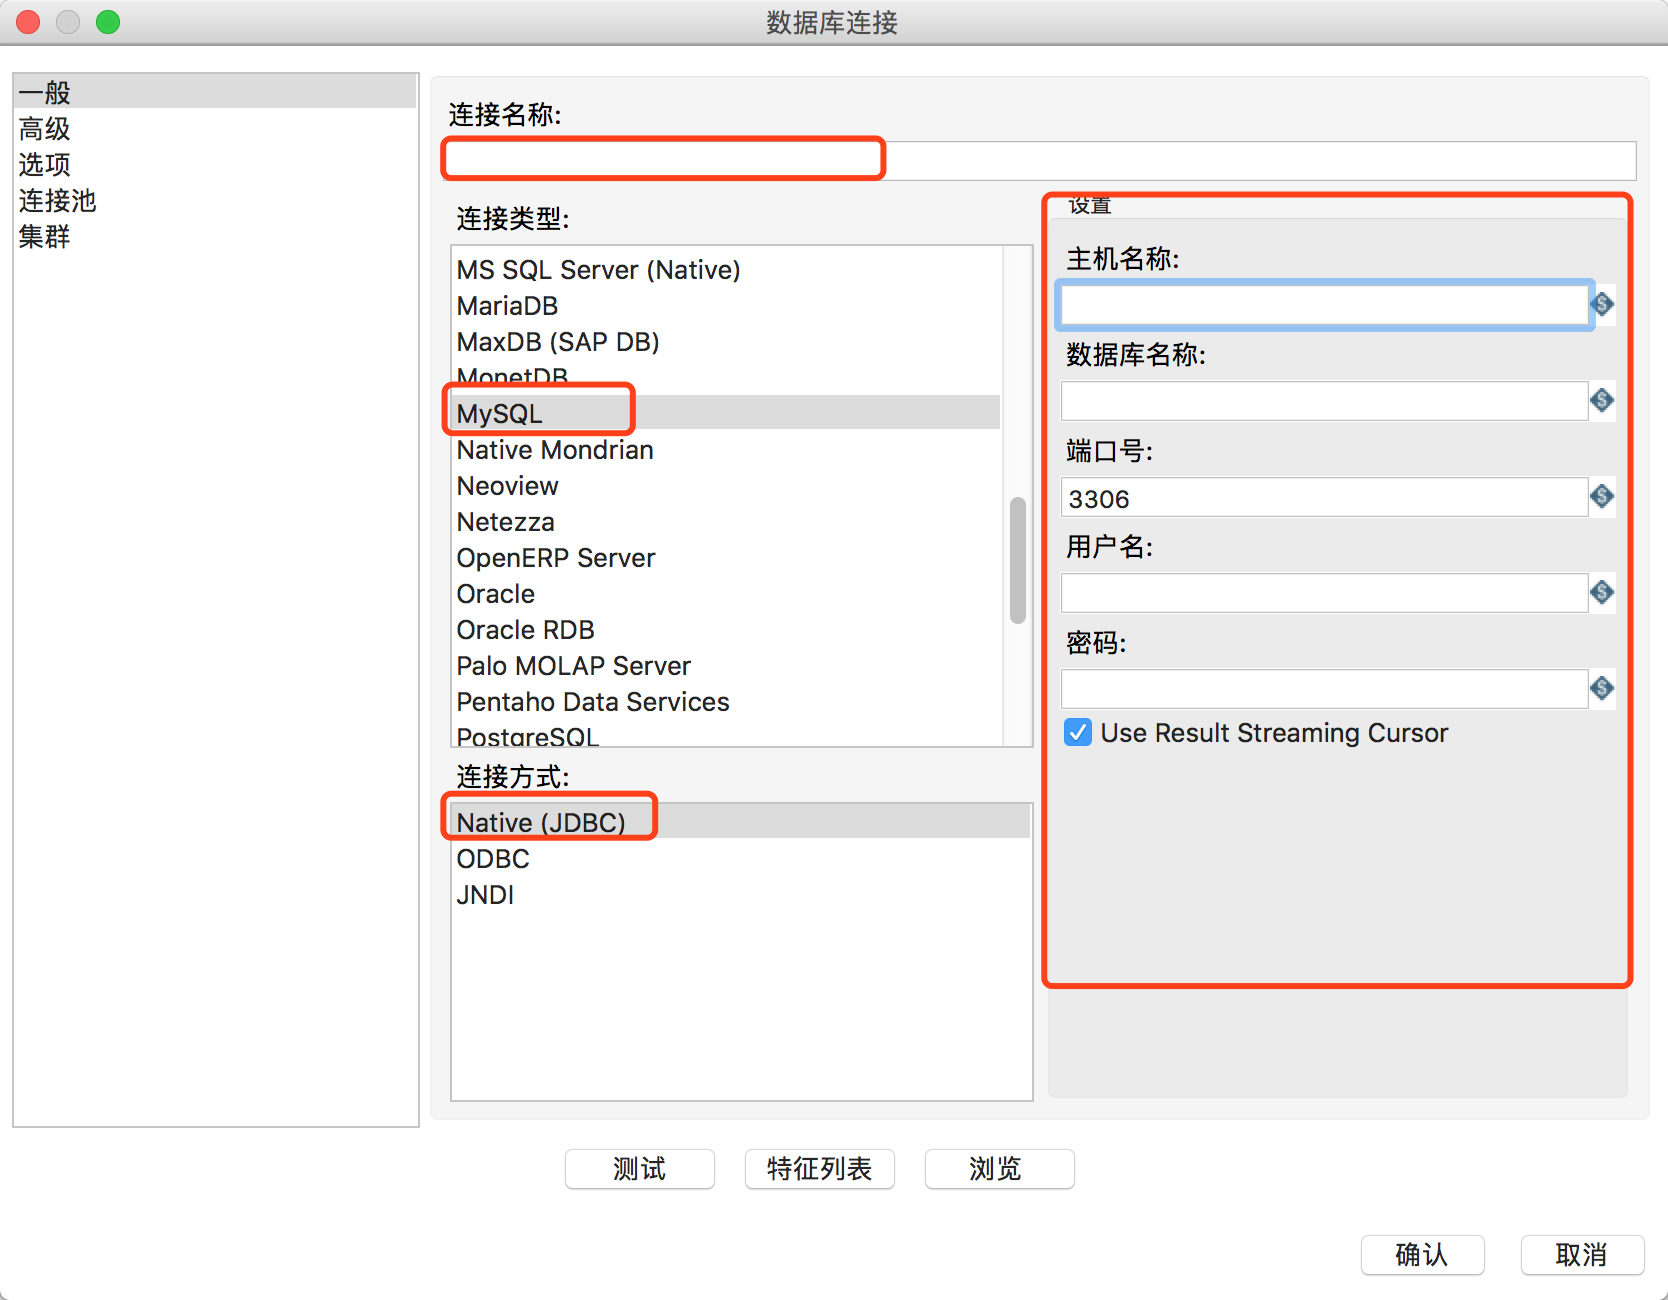 数据库连接
一般
高级
选项
连接池
集群
连接名称:
连接类型:
MS SQL Server (Native)
MariaDB
MaxDB (SAP DB)
MonetDB
MySQL
Native Mondrian
Neoview
Netezza
OpenERP Server
Oracle
Oracle RDB
Palo MOLAP Server
Pentaho Data Services
PostgreSQL
连接方式:
Native (JDBC)
ODBC
JNDI
设置
主机名称:
数据库名称:
端口号:
3306
用户名:
密码:
Use Result Streaming Cursor
测试
特征列表
浏览
确认
取消